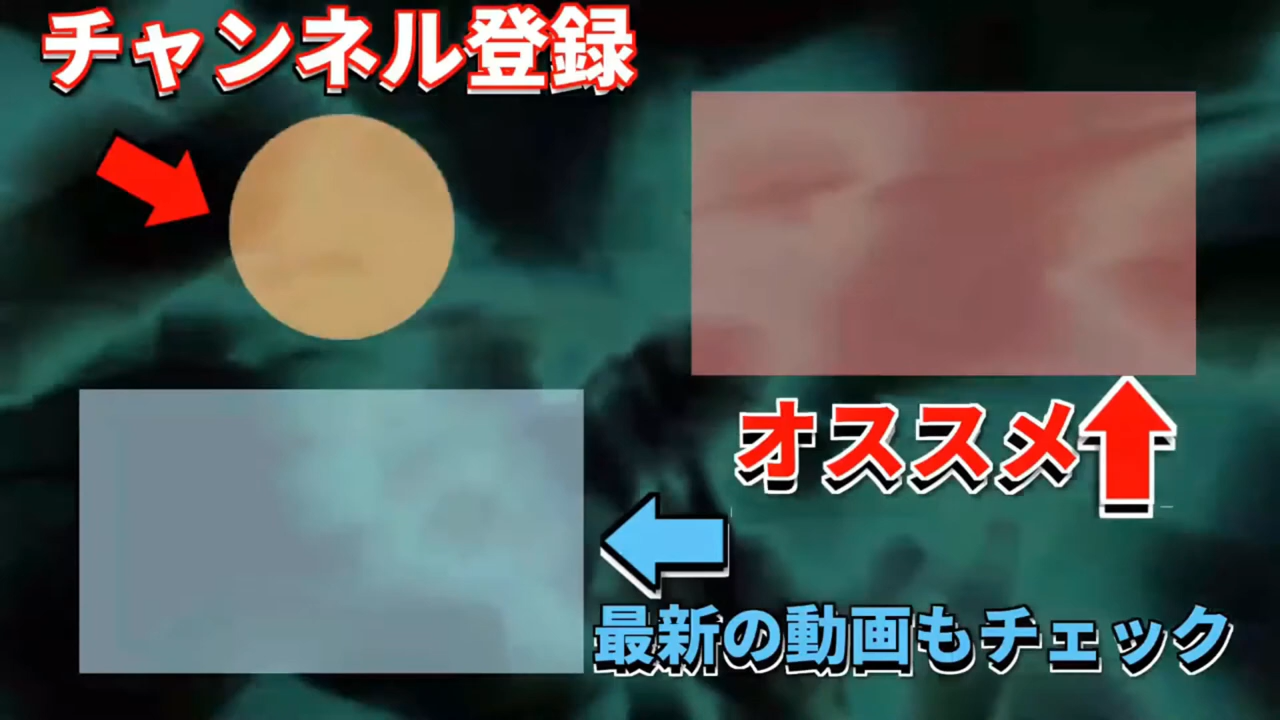 チャンネル登録
オススメ
最新の動画もチェック